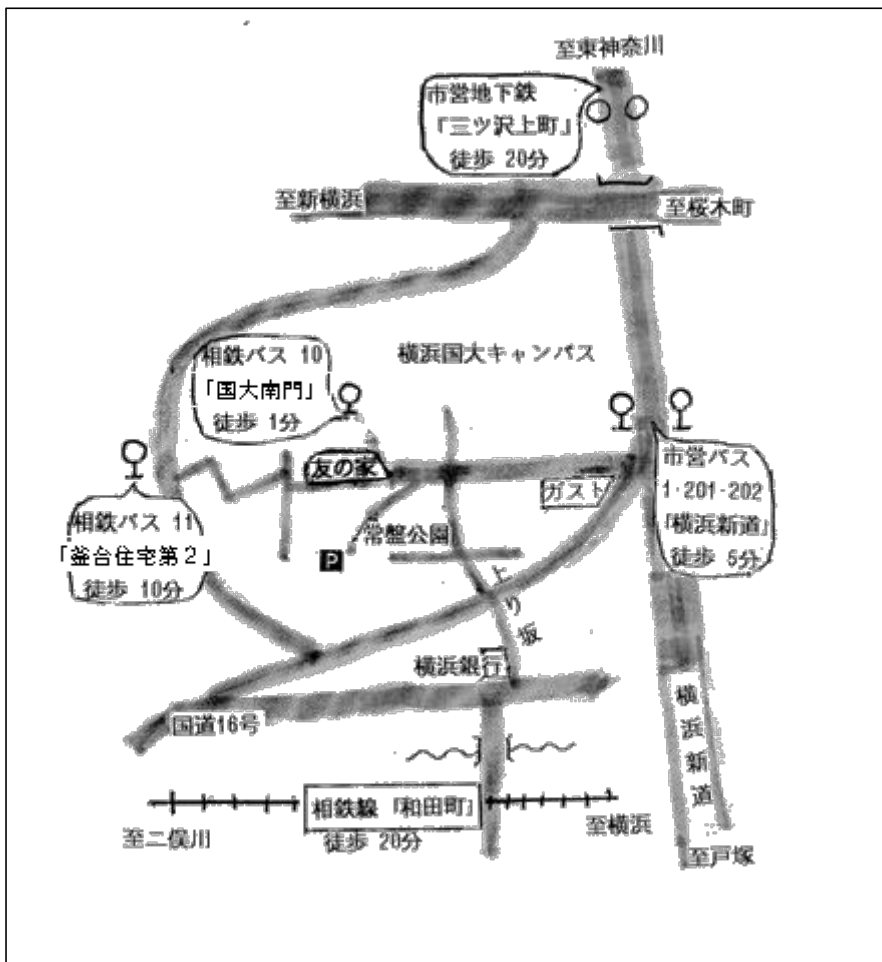 至東神奈川
市営地下鉄
「三ツ沢上町」
徒歩 20分
至新横浜
至桜木町
相鉄バス 10
「国大南門」
徒歩 1分
横浜国大キャンパス
友の家
ガスト
市営バス
1・201・202
「横浜新道」
徒歩 5分
相鉄バス 11
「釜台住宅第2」
徒歩 10分
常盤公園
P
上り坂
横浜銀行
国道16号
横浜新道
相鉄線「和田町」
徒歩 20分
至二俣川
至横浜
至戸塚